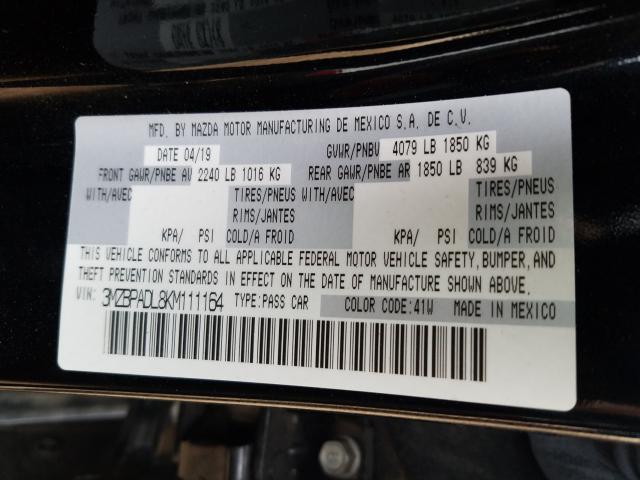 MFD. BY MAZDA MOTOR MANUFACTURING DE MEXICO S.A. DE C.V.
DATE 04/19 GVWR/PNBV 4079 LB 1850 KG
FRONT GAWR/PNBE AV 2240 LB 1016 KG REAR GAWR/PNBE AR 1850 LB 839 KG
WITH/AVEC TIRES/PNEUS WITH/AVEC TIRES/PNEUS
RIMS/JANTES RIMS/JANTES
KPA/ PSI COLD/A FROID KPA/ PSI COLD/A FROID
THIS VEHICLE CONFORMS TO ALL APPLICABLE FEDERAL MOTOR VEHICLE SAFETY, BUMPER, AND
THEFT PREVENTION STANDARDS IN EFFECT ON THE DATE OF MANUFACTURE SHOWN ABOVE.
VIN: 3MZBPADL8KM111164 TYPE:PASS CAR COLOR CODE:41W MADE IN MEXICO